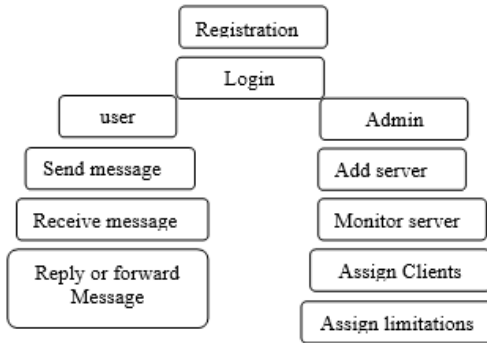 Registration
Login
user
Send message
Receive message
Reply or forward
Message
Admin
Add server
Monitor server
Assign Clients
Assign limitations